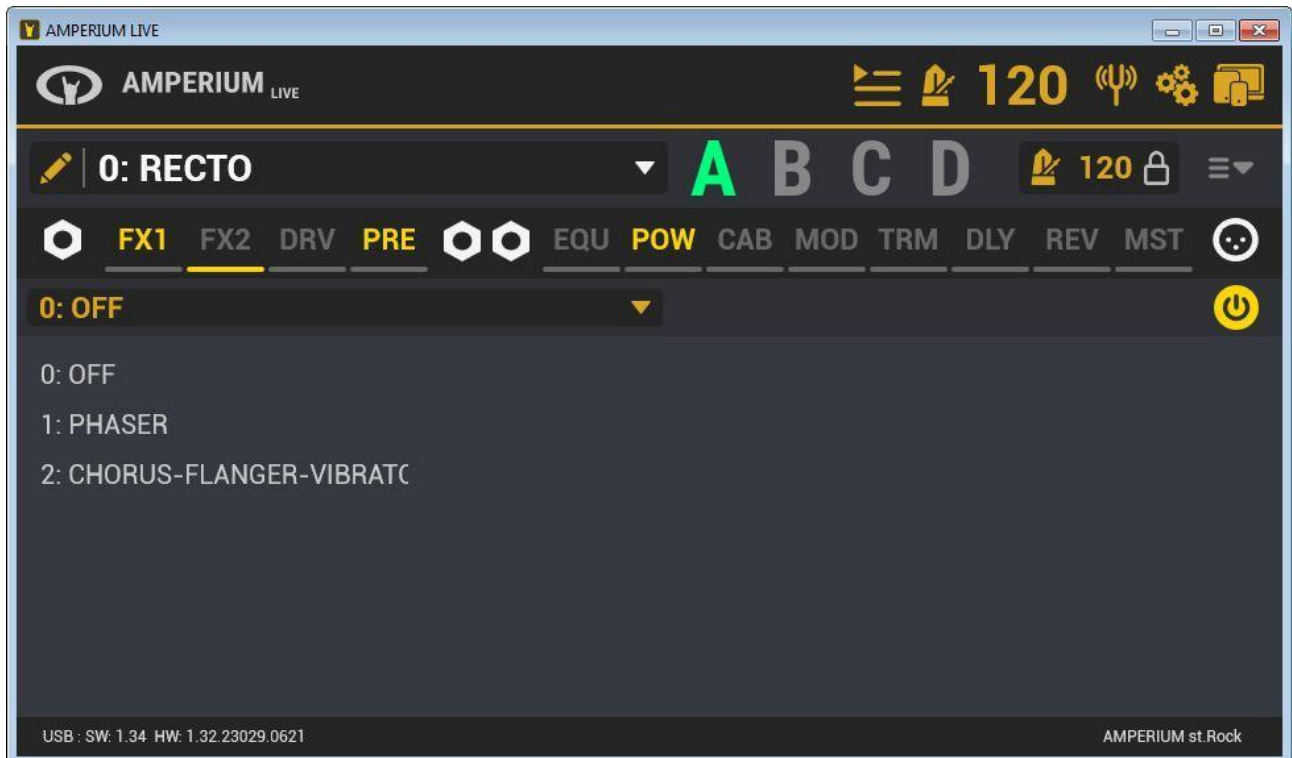 AMPERIUM LIVE
AMPERIUM LIVE 120
0: RECTO A B C D 120
FX1 FX2 DRV PRE EQU POW CAB MOD TRM DLY REV MST
0: OFF
0: OFF
1: PHASER
2: CHORUS-FLANGER-VIBRATO
USB : SW: 1.34 HW: 1.32.23029.0621 AMPERIUM st.Rock